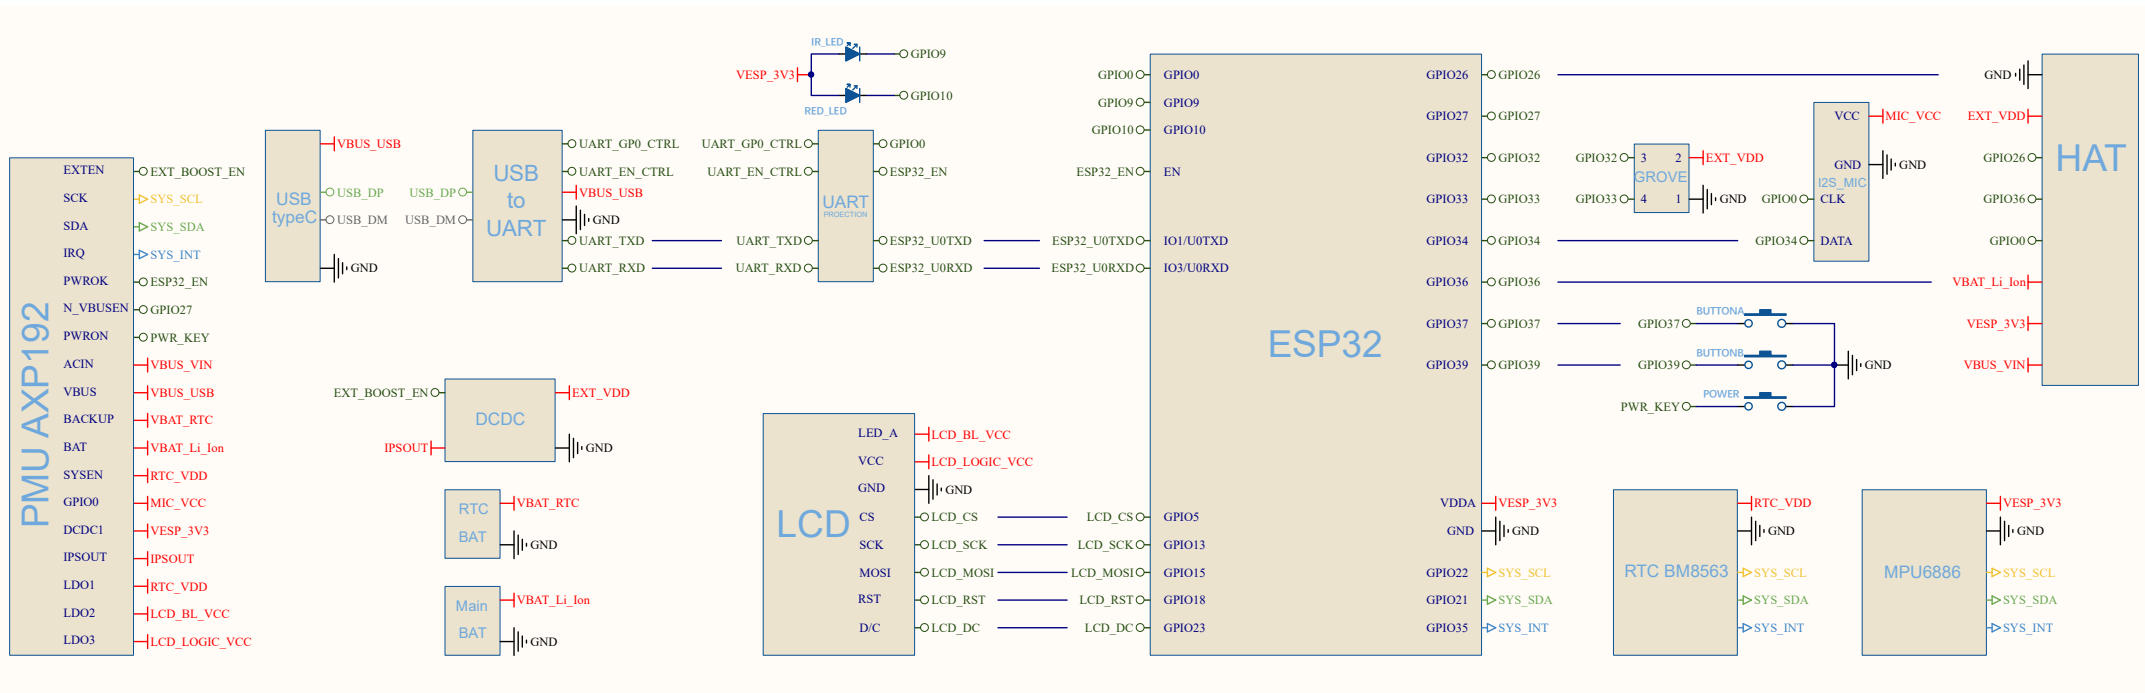 PMU AXP192
EXTEN EXT_BOOST_EN
SCK SYS_SCL
SDA SYS_SDA
IRQ SYS_INT
PWROK ESP32_EN
N_VBUSEN GPIO27
PWRON PWR_KEY
ACIN VBUS_VIN
VBUS VBUS_USB
BACKUP VBAT_RTC
BAT VBAT_Li_Ion
SYSEN RTC_VDD
GPIO0 MIC_VCC
DCDC1 VESP_3V3
IPSOUT IPSOUT
LDO1 RTC_VDD
LDO2 LCD_BL_VCC
LDO3 LCD_LOGIC_VCC
USB
typeC
VBUS_USB
USB_DP
USB_DM
GND
USB
to
UART
USB_DP
USB_DM
UART_GP0_CTRL
UART_EN_CTRL
VBUS_USB
GND
UART_TXD
UART_RXD
IR_LED
GPIO9
VESP_3V3
GPIO10
RED_LED
UART
PROECTION
UART_GP0_CTRL GPIO0
UART_EN_CTRL ESP32_EN
UART_TXD ESP32_U0TXD
UART_RXD ESP32_U0RXD
DCDC
EXT_BOOST_EN EXT_VDD
IPSOUT GND
RTC
BAT
VBAT_RTC
GND
Main
BAT
VBAT_Li_Ion
GND
LCD
LED_A LCD_BL_VCC
VCC LCD_LOGIC_VCC
GND GND
CS LCD_CS
SCK LCD_SCK
MOSI LCD_MOSI
RST LCD_RST
D/C LCD_DC
ESP32
GPIO0 GPIO0
GPIO9 GPIO9
GPIO10 GPIO10
ESP32_EN EN
ESP32_U0TXD IO1/U0TXD
ESP32_U0RXD IO3/U0RXD
LCD_CS GPIO5
LCD_SCK GPIO13
LCD_MOSI GPIO15
LCD_RST GPIO18
LCD_DC GPIO23
GPIO26 GPIO26
GPIO27 GPIO27
GPIO32 GPIO32
GPIO33 GPIO33
GPIO34 GPIO34
GPIO36 GPIO36
GPIO37 GPIO37
GPIO39 GPIO39
VDDA VESP_3V3
GND GND
GPIO22 SYS_SCL
GPIO21 SYS_SDA
GPIO35 SYS_INT
GPIO32 3 2 EXT_VDD
GROVE
GPIO33 4 1 GND
VCC MIC_VCC
GND GND
I2S_MIC
GPIO0 CLK
GPIO34 DATA
BUTTONA
GPIO37
BUTTONB
GPIO39 GND
POWER
PWR_KEY
HAT
GND
EXT_VDD
GPIO26
GPIO36
GPIO0
VBAT_Li_Ion
VESP_3V3
VBUS_VIN
RTC BM8563
RTC_VDD
GND
SYS_SCL
SYS_SDA
SYS_INT
MPU6886
VESP_3V3
GND
SYS_SCL
SYS_SDA
SYS_INT